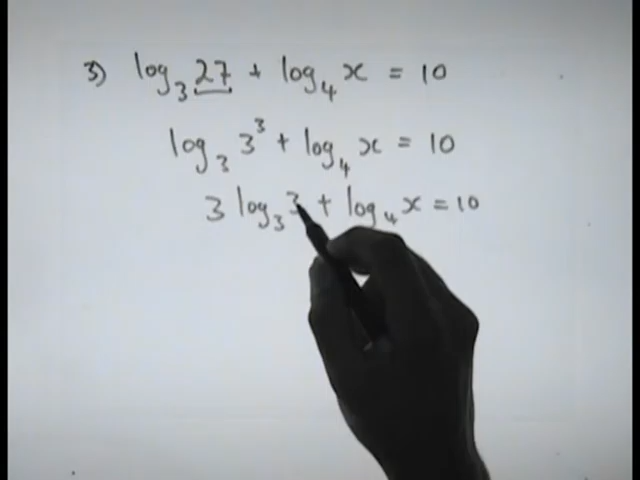 3) log₃ 27 + log₄ x = 10
log₃ 3³ + log₄ x = 10
3 log₃ 3 + log₄ x = 10